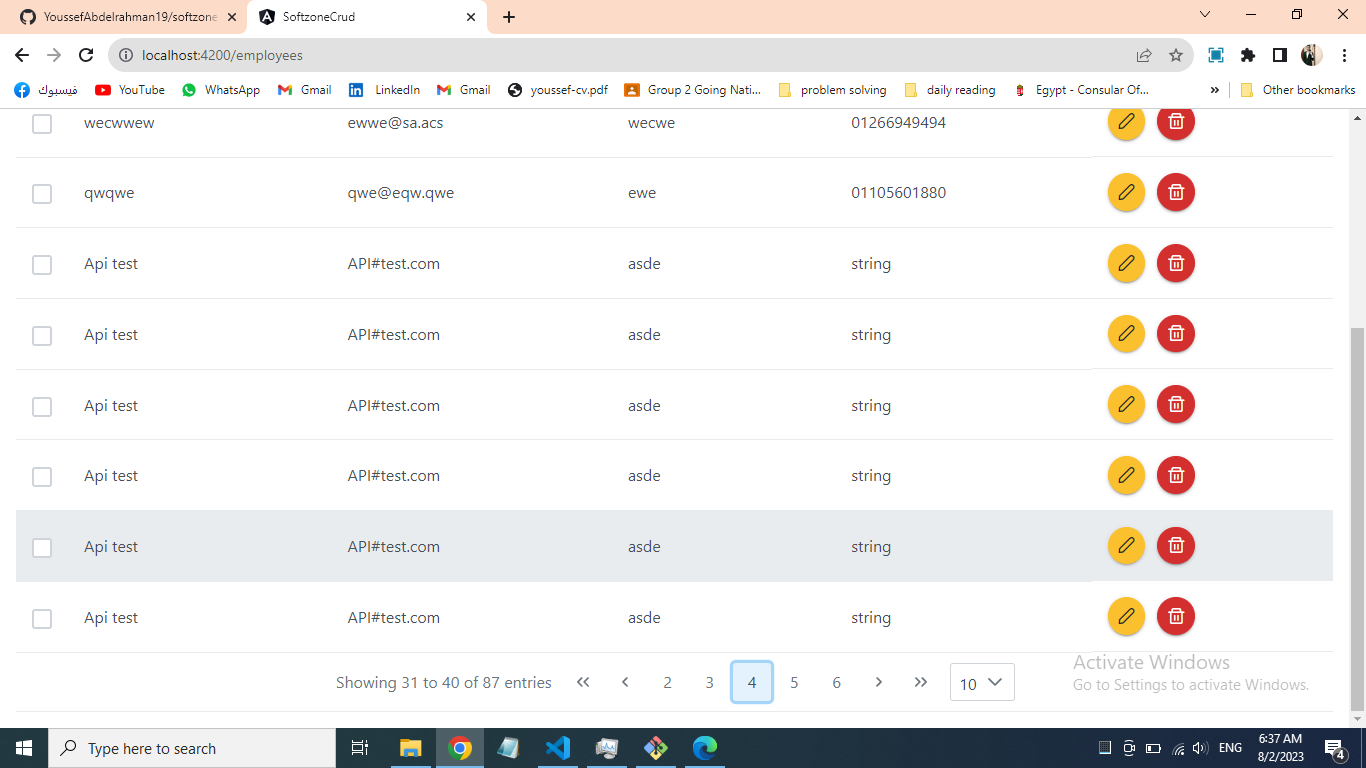 YoussefAbdelrahman19/softzone
SoftzoneCrud
localhost:4200/employees
فيسبوك
YouTube
WhatsApp
Gmail
LinkedIn
Gmail
youssef-cv.pdf
Group 2 Going Nati...
problem solving
daily reading
Egypt - Consular Of...
»
Other bookmarks
wecwwew ewwe@sa.acs wecwe 01266949494
qwqwe qwe@eqw.qwe ewe 01105601880
Api test API#test.com asde string
Api test API#test.com asde string
Api test API#test.com asde string
Api test API#test.com asde string
Api test API#test.com asde string
Api test API#test.com asde string
Showing 31 to 40 of 87 entries « ‹ 2 3 4 5 6 › » 10
Activate Windows
Go to Settings to activate Windows.
Type here to search
ENG
6:37 AM
8/2/2023
4